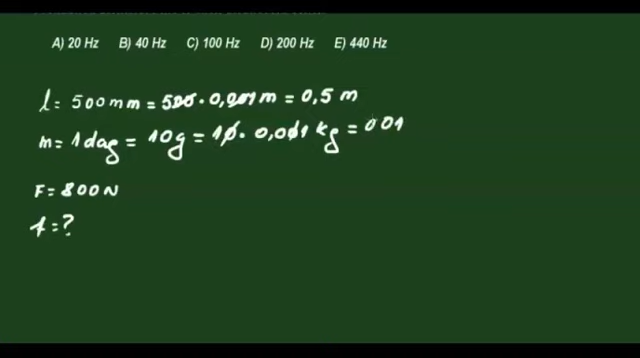 A) 20 Hz B) 40 Hz C) 100 Hz D) 200 Hz E) 440 Hz
l = 500 mm = 500 · 0,001 m = 0,5 m
m = 1 dag = 10 g = 10 · 0,001 kg = 0 01
F = 800 N
f = ?